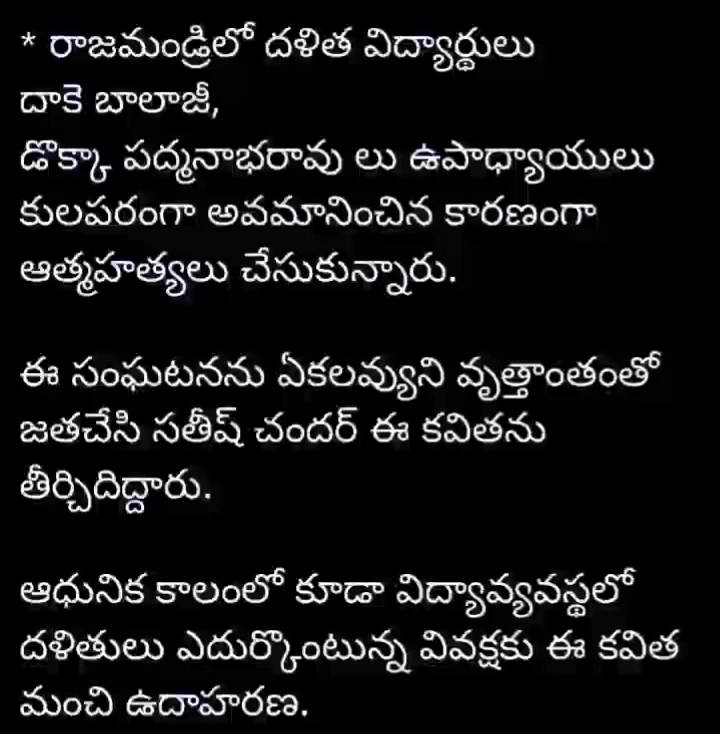 * రాజమండ్రిలో దళిత విద్యార్థులు
దాకె బాలాజీ,
డొక్కా పద్మనాభరావు లు ఉపాధ్యాయులు
కులపరంగా అవమానించిన కారణంగా
ఆత్మహత్యలు చేసుకున్నారు.
ఈ సంఘటనను ఏకలవ్యుని వృత్తాంతంతో
జతచేసి సతీష్ చందర్ ఈ కవితను
తీర్చిదిద్దారు.
ఆధునిక కాలంలో కూడా విద్యావ్యవస్థలో
దళితులు ఎదుర్కొంటున్న వివక్షకు ఈ కవిత
మంచి ఉదాహరణ.